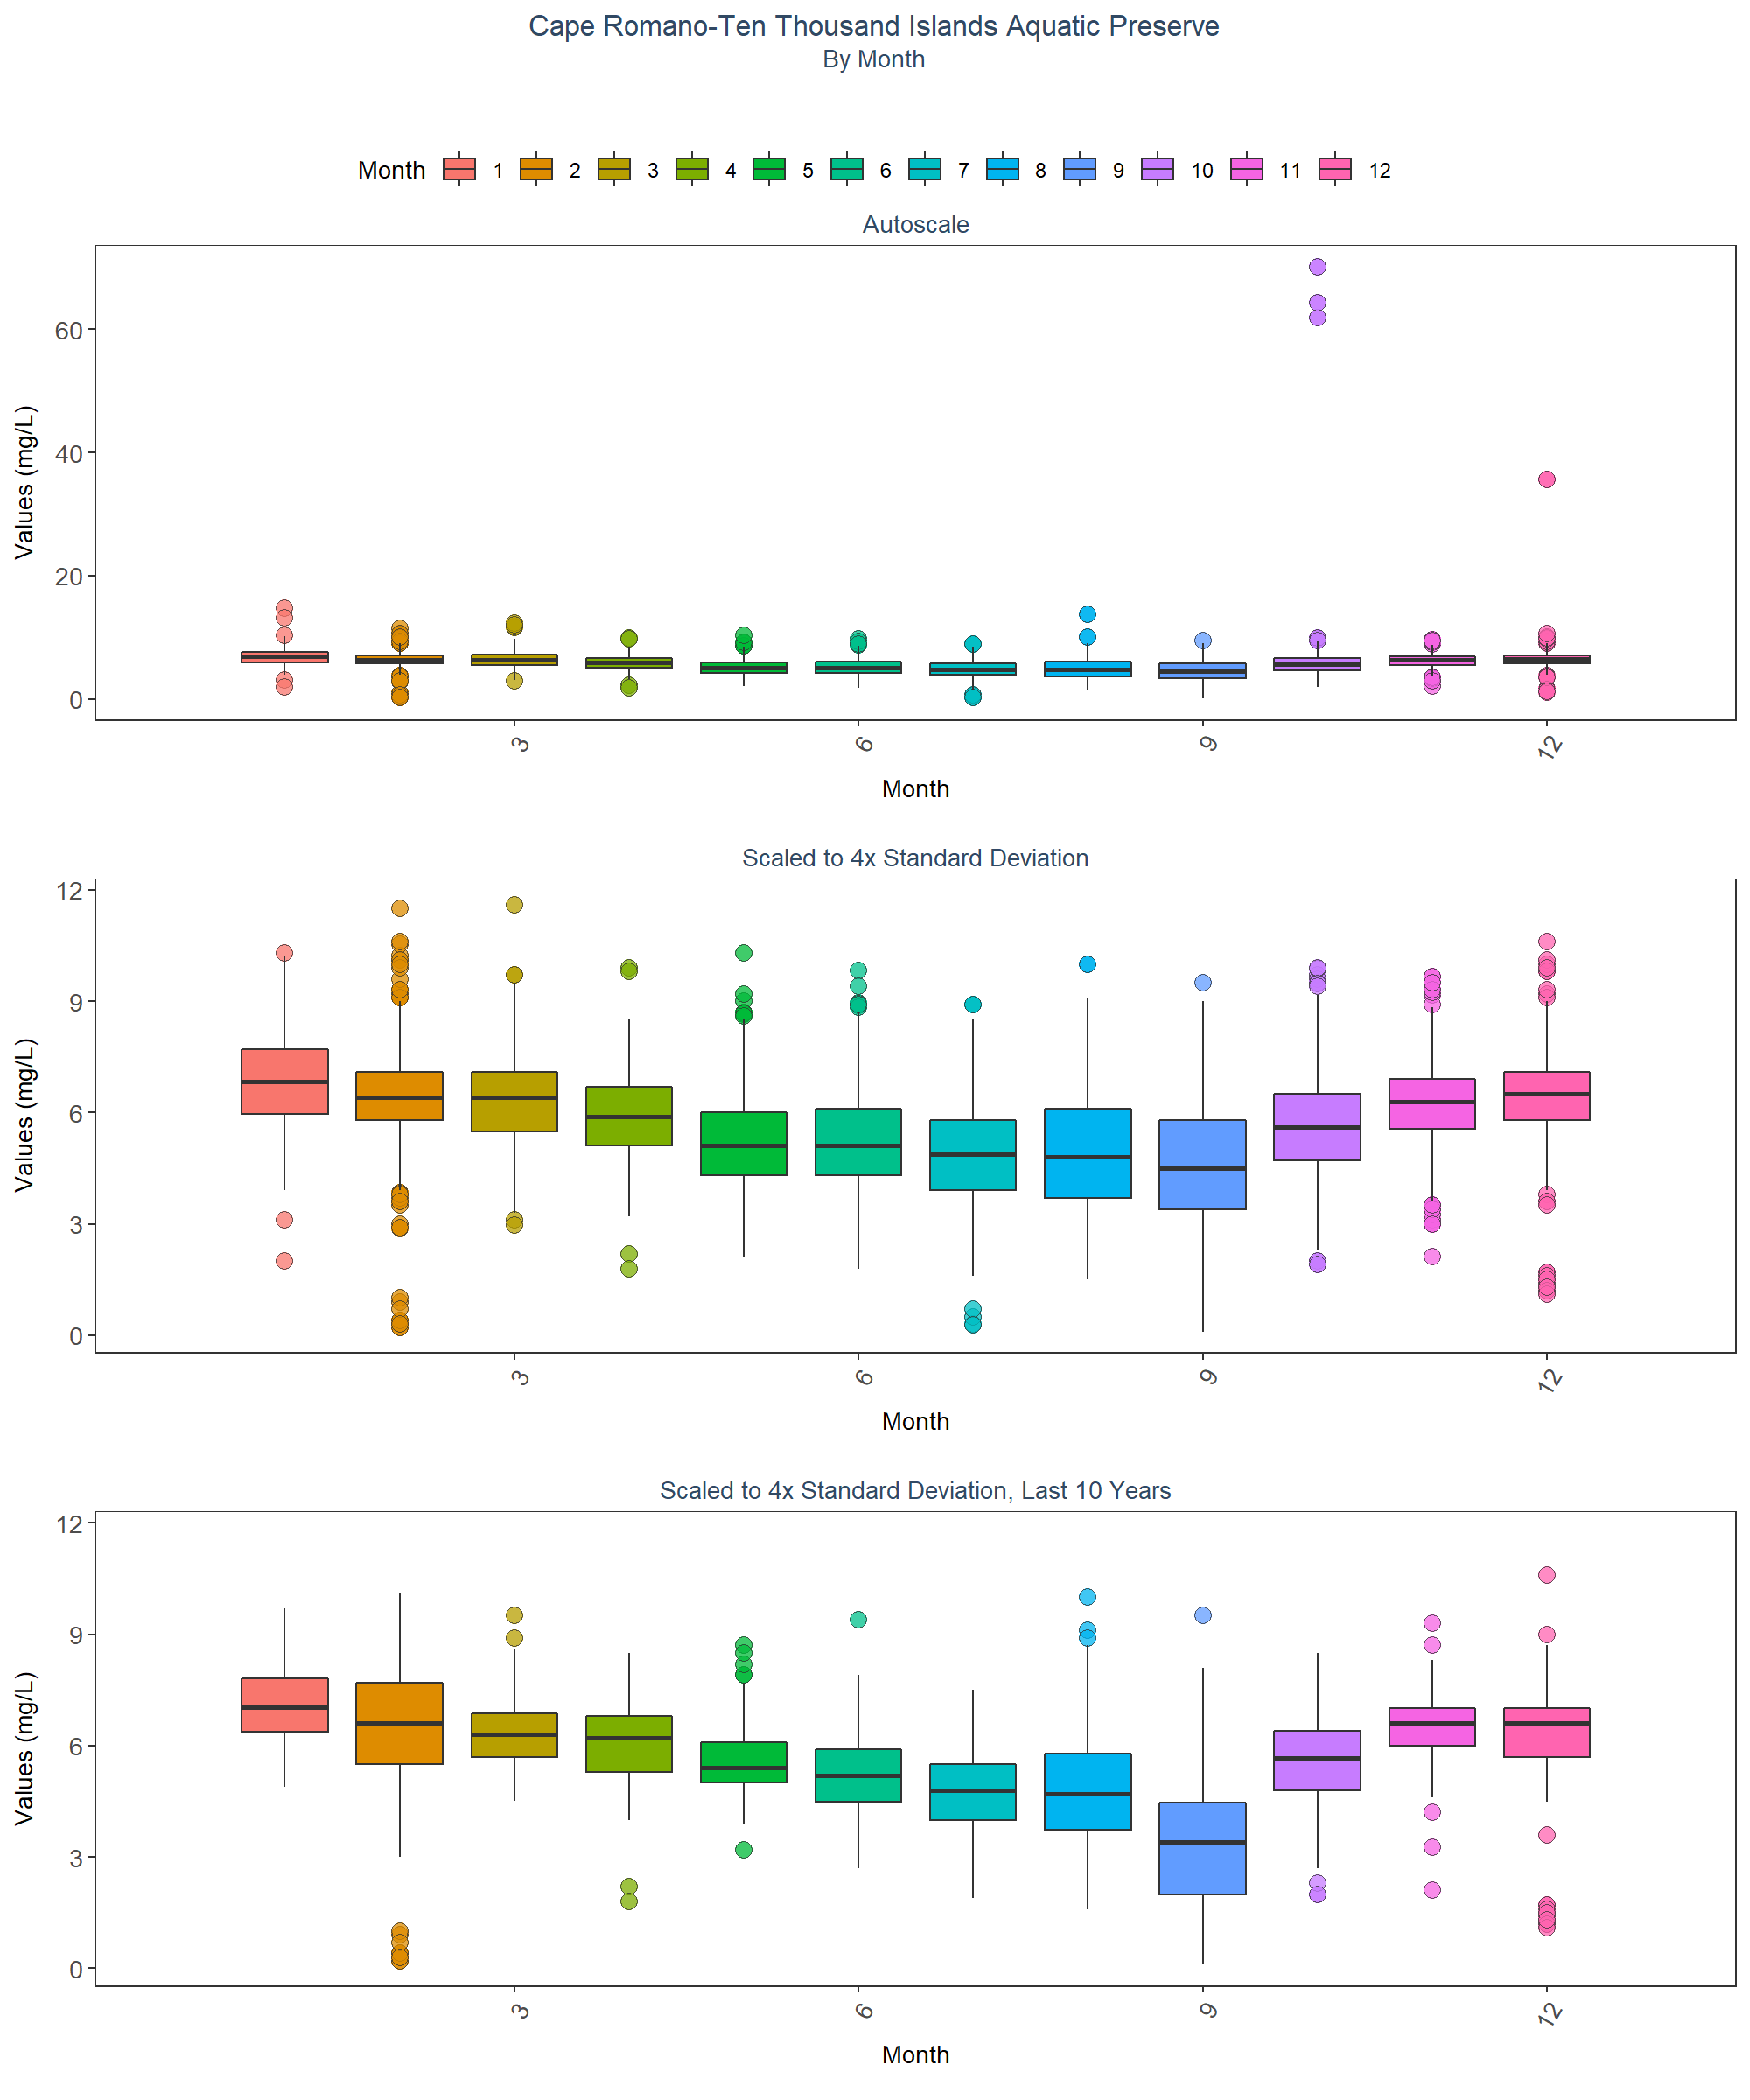 Cape Romano-Ten Thousand Islands Aquatic Preserve
By Month
Month 1 2 3 4 5 6 7 8 9 10 11 12
Autoscale
Values (mg/L)
60
40
20
0
3 6 9 12
Month
Scaled to 4x Standard Deviation
Values (mg/L)
12
9
6
3
0
3 6 9 12
Month
Scaled to 4x Standard Deviation, Last 10 Years
Values (mg/L)
12
9
6
3
0
3 6 9 12
Month